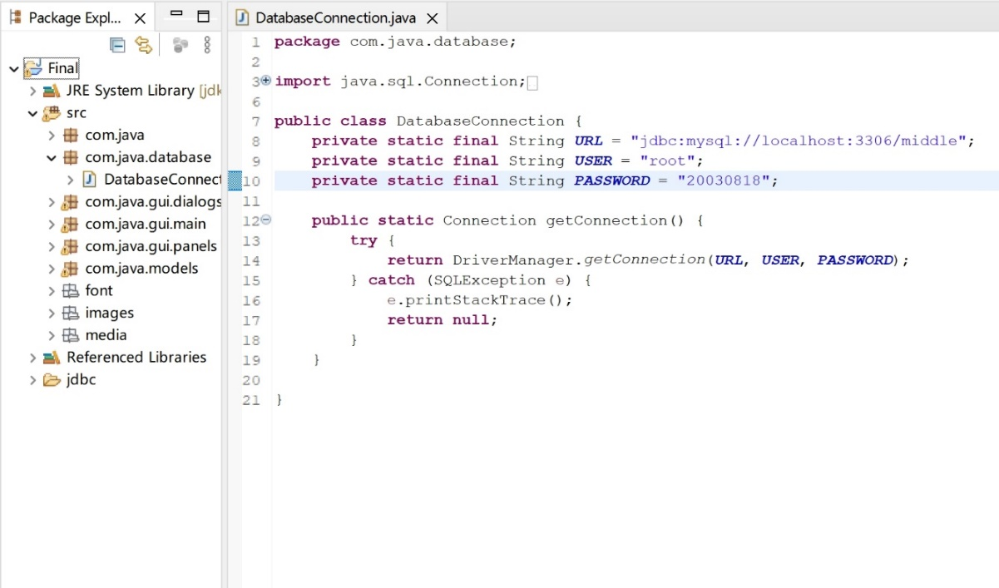 Package Expl...
Final
JRE System Library [jdk
src
com.java
com.java.database
DatabaseConnect
com.java.gui.dialogs
com.java.gui.main
com.java.gui.panels
com.java.models
font
images
media
Referenced Libraries
jdbc
DatabaseConnection.java
1 package com.java.database;
2
3 import java.sql.Connection;
6
7 public class DatabaseConnection {
8 private static final String URL = "jdbc:mysql://localhost:3306/middle";
9 private static final String USER = "root";
10 private static final String PASSWORD = "20030818";
11
12 public static Connection getConnection() {
13 try {
14 return DriverManager.getConnection(URL, USER, PASSWORD);
15 } catch (SQLException e) {
16 e.printStackTrace();
17 return null;
18 }
19 }
20
21 }